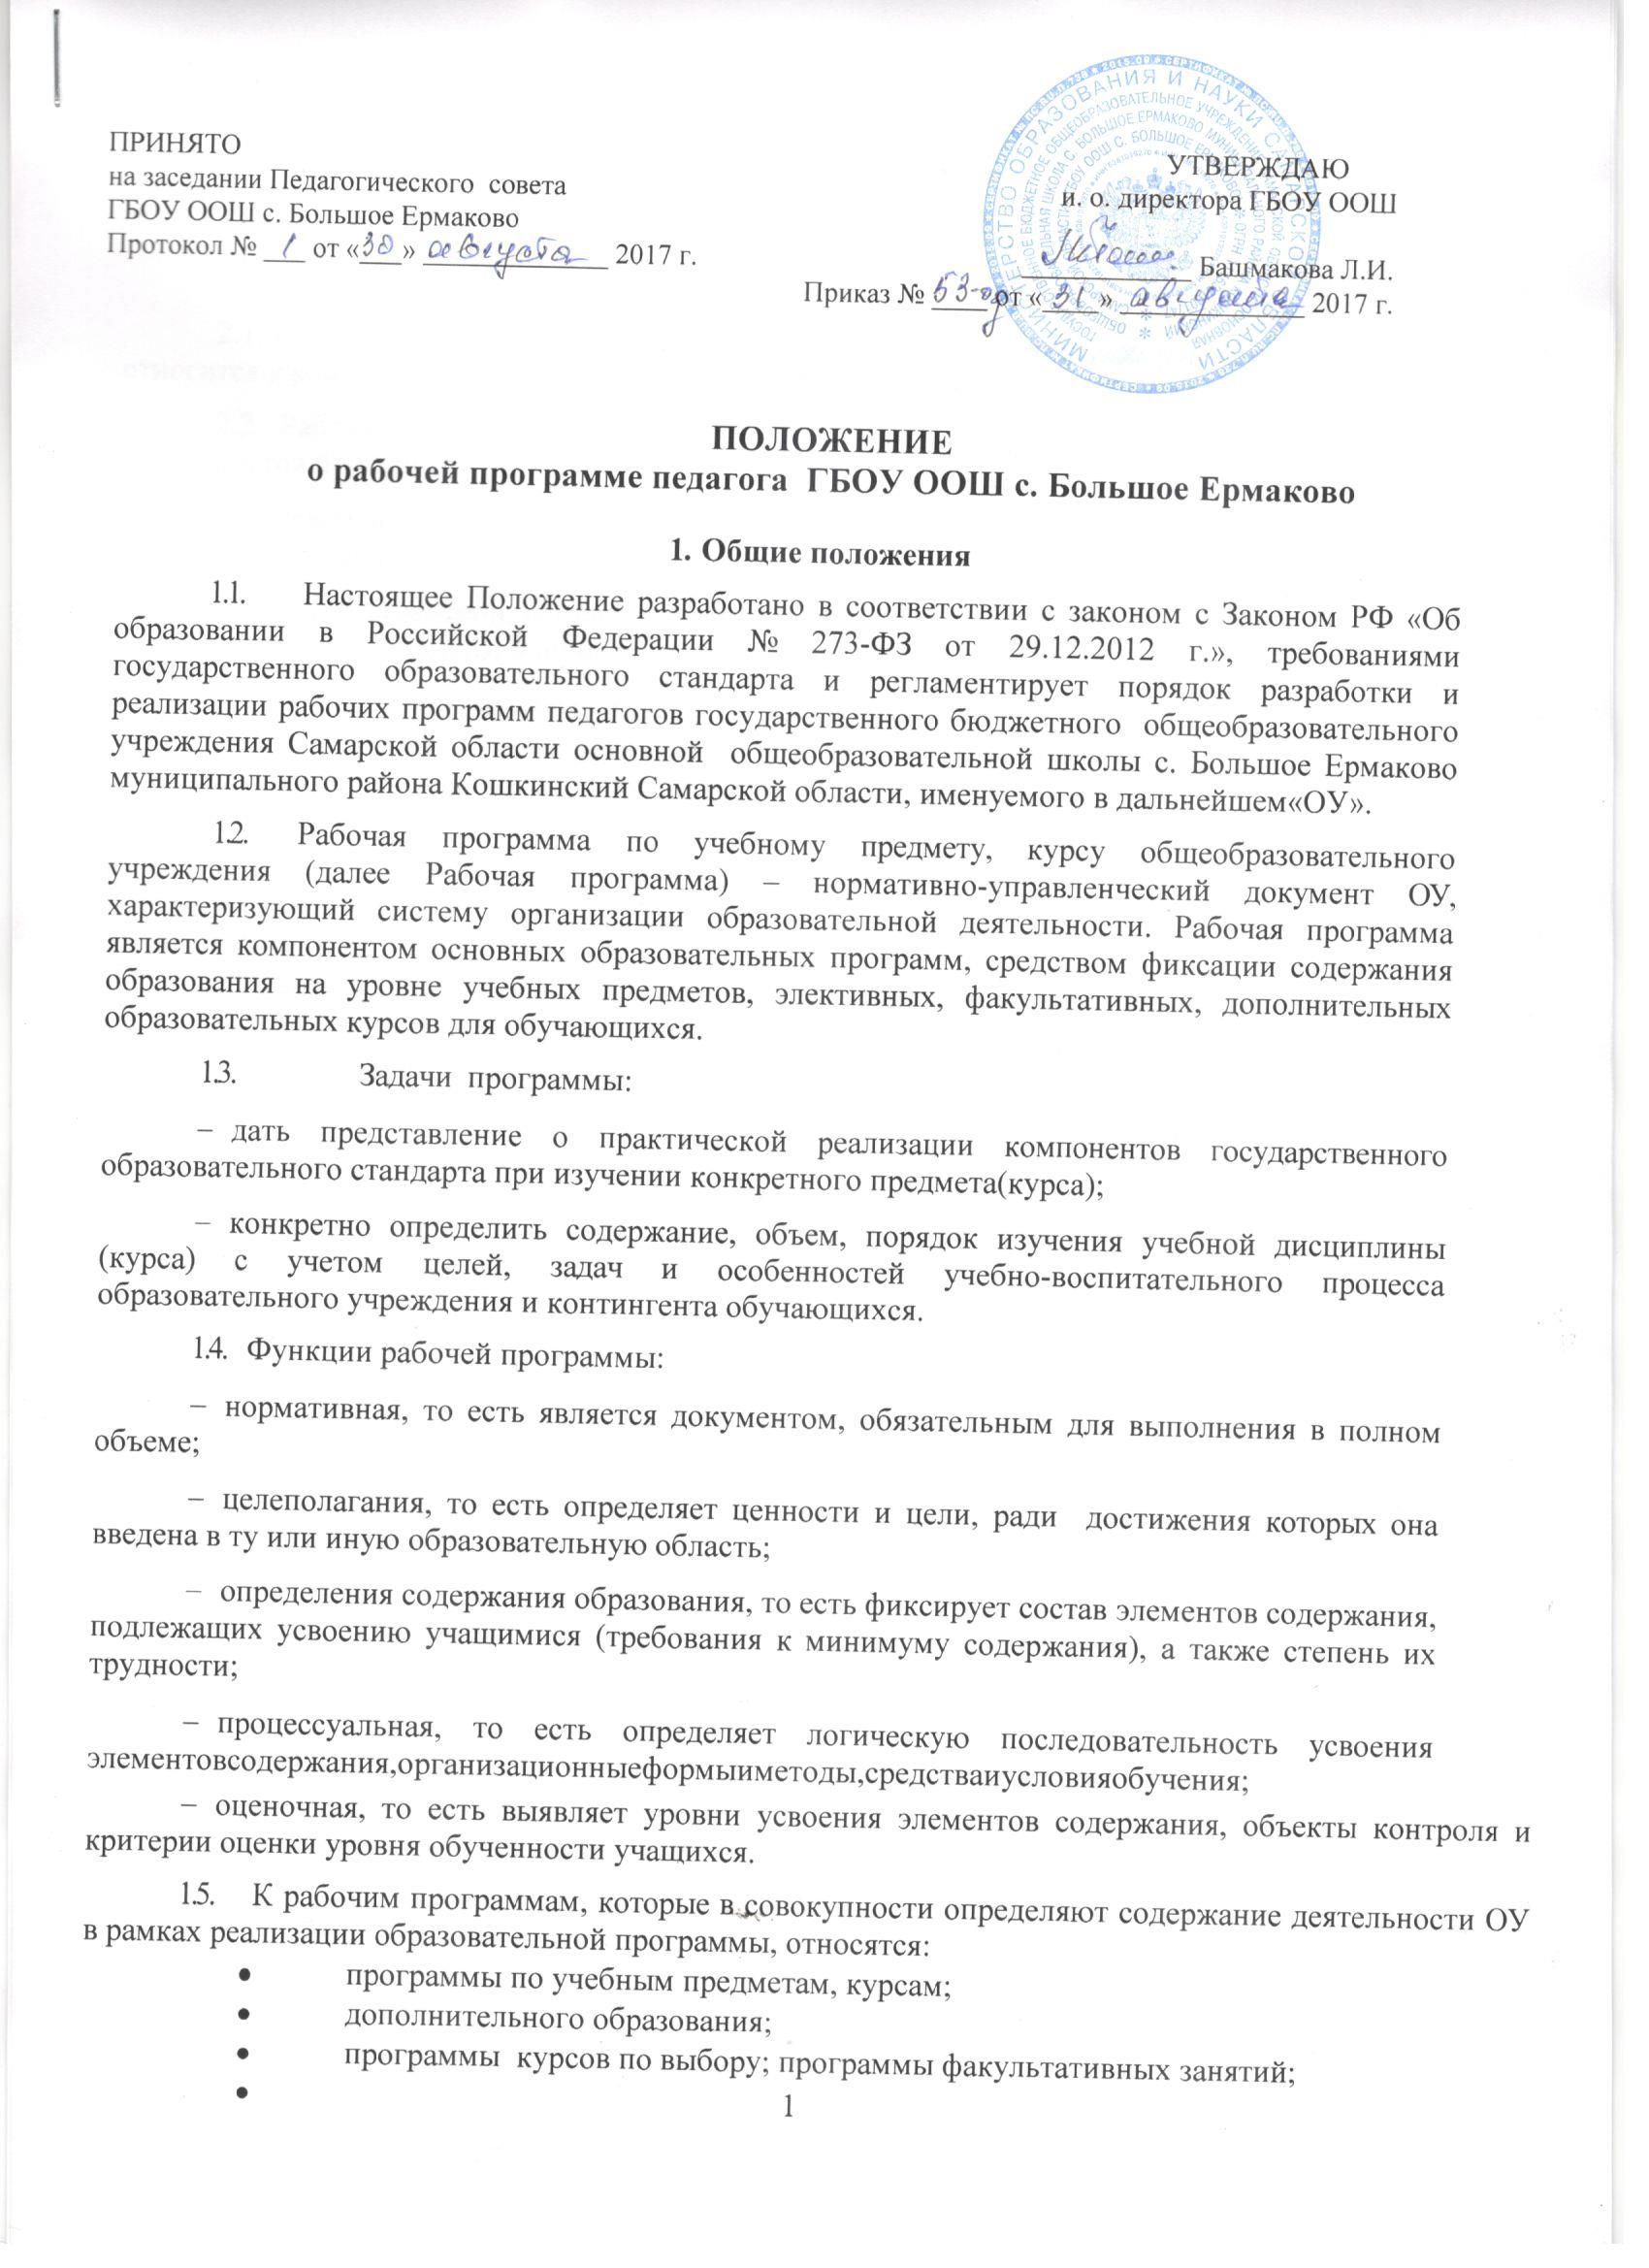 ПРИНЯТО
на заседании Педагогического совета
ГБОУ ООШ с. Большое Ермаково
Протокол № 1 от «30» августа 2017 г.
УТВЕРЖДАЮ
и. о. директора ГБОУ ООШ
Башмакова Л.И.
Приказ № 53-од от « 31 » августа 2017 г.
МИНИСТЕРСТВО ОБРАЗОВАНИЯ И НАУКИ САМАРСКОЙ ОБЛАСТИ
ПОЛОЖЕНИЕ
о рабочей программе педагога ГБОУ ООШ с. Большое Ермаково
1. Общие положения
1.1. Настоящее Положение разработано в соответствии с законом с Законом РФ «Об
образовании в Российской Федерации № 273-ФЗ от 29.12.2012 г.», требованиями
государственного образовательного стандарта и регламентирует порядок разработки и
реализации рабочих программ педагогов государственного бюджетного общеобразовательного
учреждения Самарской области основной общеобразовательной школы с. Большое Ермаково
муниципального района Кошкинский Самарской области, именуемого в дальнейшем«ОУ».
1.2. Рабочая программа по учебному предмету, курсу общеобразовательного
учреждения (далее Рабочая программа) – нормативно-управленческий документ ОУ,
характеризующий систему организации образовательной деятельности. Рабочая программа
является компонентом основных образовательных программ, средством фиксации содержания
образования на уровне учебных предметов, элективных, факультативных, дополнительных
образовательных курсов для обучающихся.
1.3. Задачи программы:
– дать представление о практической реализации компонентов государственного
образовательного стандарта при изучении конкретного предмета(курса);
– конкретно определить содержание, объем, порядок изучения учебной дисциплины
(курса) с учетом целей, задач и особенностей учебно-воспитательного процесса
образовательного учреждения и контингента обучающихся.
1.4. Функции рабочей программы:
– нормативная, то есть является документом, обязательным для выполнения в полном
объеме;
– целеполагания, то есть определяет ценности и цели, ради достижения которых она
введена в ту или иную образовательную область;
– определения содержания образования, то есть фиксирует состав элементов содержания,
подлежащих усвоению учащимися (требования к минимуму содержания), а также степень их
трудности;
– процессуальная, то есть определяет логическую последовательность усвоения
элементовсодержания,организационныеформыиметоды,средстваиусловияобучения;
– оценочная, то есть выявляет уровни усвоения элементов содержания, объекты контроля и
критерии оценки уровня обученности учащихся.
1.5. К рабочим программам, которые в совокупности определяют содержание деятельности ОУ
в рамках реализации образовательной программы, относятся:
• программы по учебным предметам, курсам;
• дополнительного образования;
• программы курсов по выбору; программы факультативных занятий;
•
1